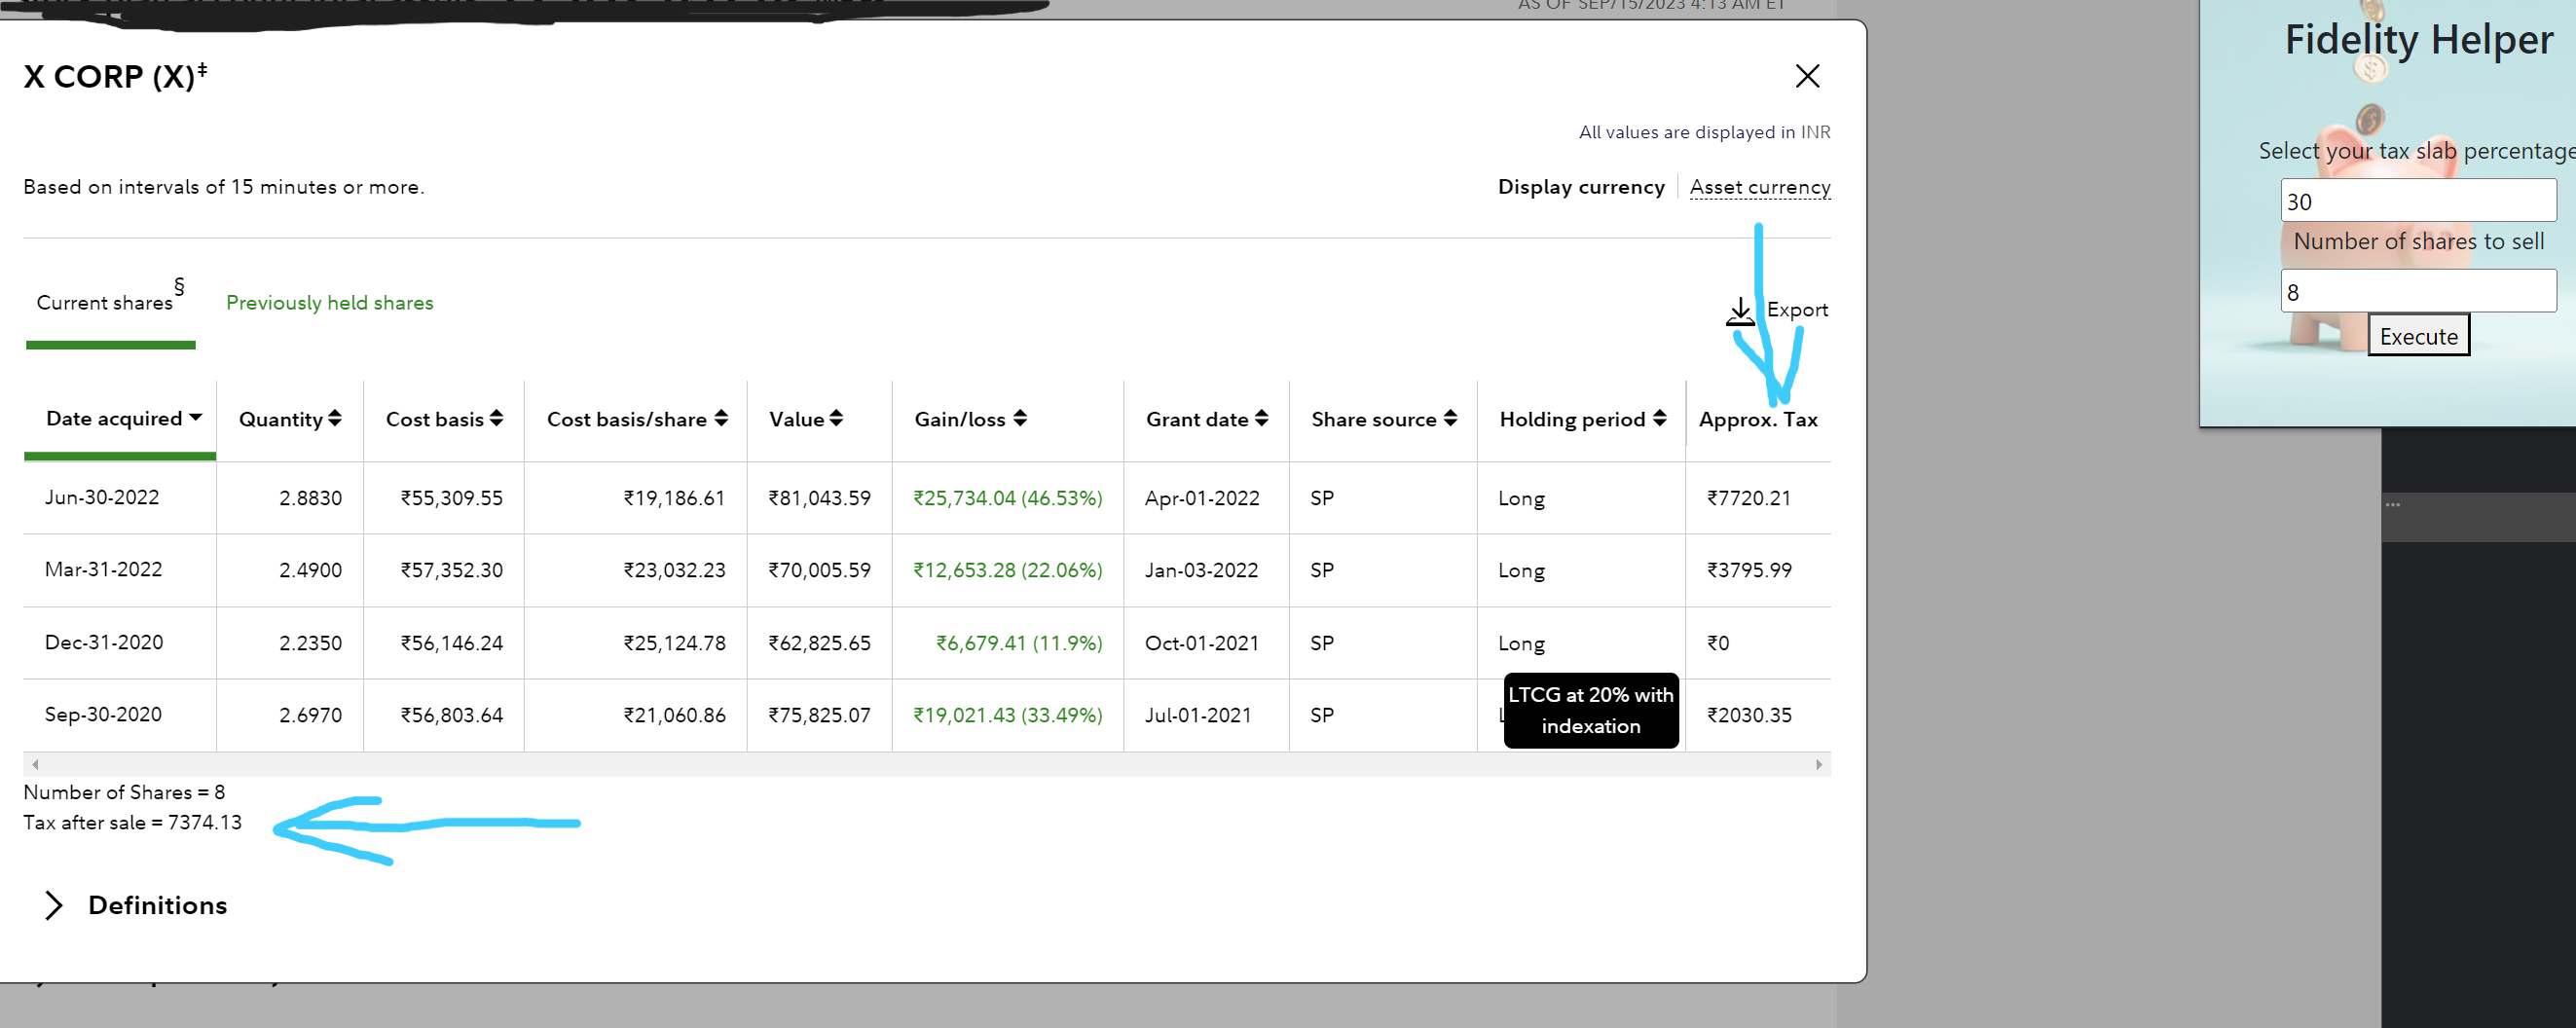 AS OF SEP/15/2023 4:13 AM ET
X CORP (X)‡
All values are displayed in INR
Based on intervals of 15 minutes or more.
Display currency Asset currency
Current shares§ Previously held shares
Export
Date acquired Quantity Cost basis Cost basis/share Value Gain/loss Grant date Share source Holding period Approx. Tax
Jun-30-2022 2.8830 ₹55,309.55 ₹19,186.61 ₹81,043.59 ₹25,734.04 (46.53%) Apr-01-2022 SP Long ₹7720.21
Mar-31-2022 2.4900 ₹57,352.30 ₹23,032.23 ₹70,005.59 ₹12,653.28 (22.06%) Jan-03-2022 SP Long ₹3795.99
Dec-31-2020 2.2350 ₹56,146.24 ₹25,124.78 ₹62,825.65 ₹6,679.41 (11.9%) Oct-01-2021 SP Long ₹0
Sep-30-2020 2.6970 ₹56,803.64 ₹21,060.86 ₹75,825.07 ₹19,021.43 (33.49%) Jul-01-2021 SP ₹2030.35
LTCG at 20% with
indexation
Number of Shares = 8
Tax after sale = 7374.13
Definitions
Fidelity Helper
Select your tax slab percentage
30
Number of shares to sell
8
Execute